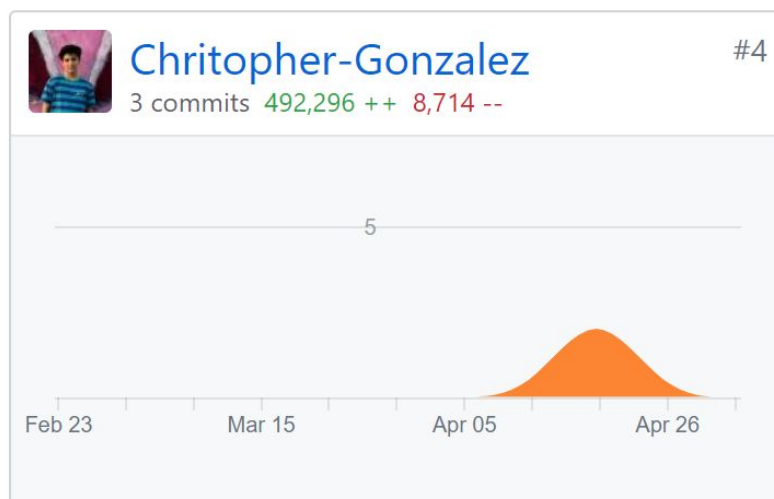 Chritopher-Gonzalez #4
3 commits 492,296 ++ 8,714 --
5
Feb 23 Mar 15 Apr 05 Apr 26